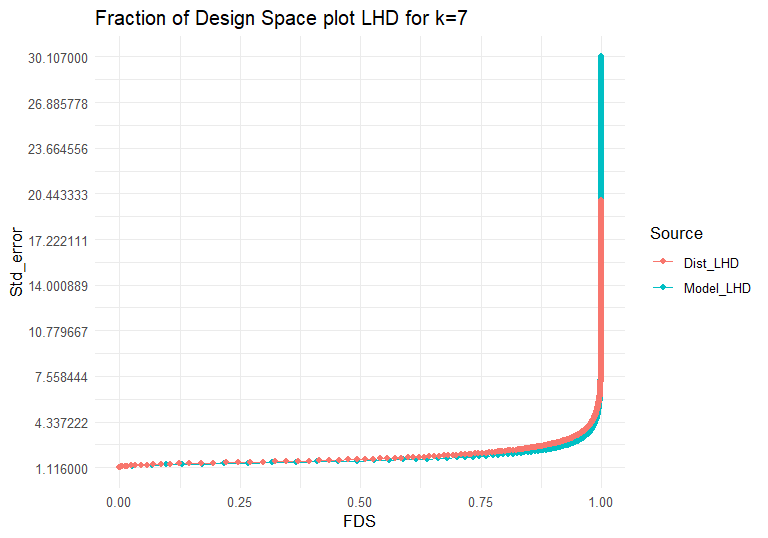 Fraction of Design Space plot LHD for k=7
30.107000
26.885778
23.664556
20.443333
17.222111
14.000889
10.779667
7.558444
4.337222
1.116000
Std_error
0.00
0.25
0.50
0.75
1.00
FDS
Source
Dist_LHD
Model_LHD